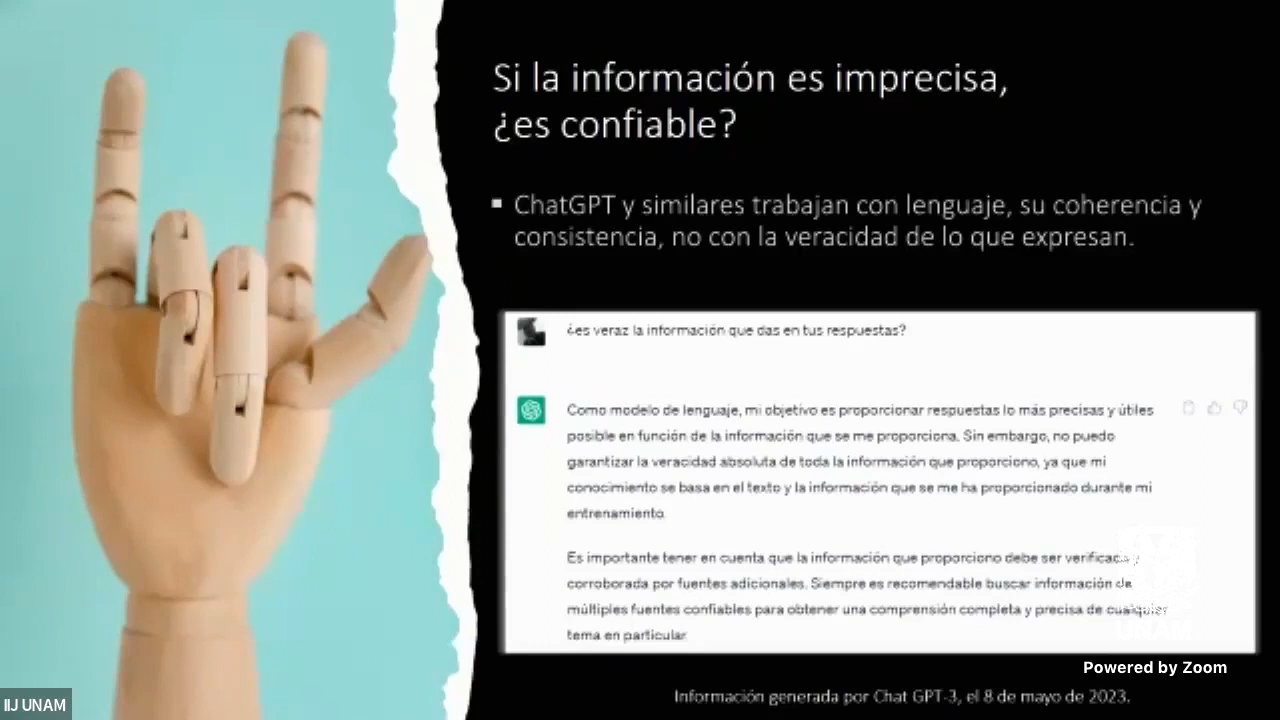 Si la información es imprecisa,
¿es confiable?
▪ ChatGPT y similares trabajan con lenguaje, su coherencia y
consistencia, no con la veracidad de lo que expresan.
¿es veraz la información que das en tus respuestas?
Como modelo de lenguaje, mi objetivo es proporcionar respuestas lo más precisas y útiles
posible en función de la información que se me proporciona. Sin embargo, no puedo
garantizar la veracidad absoluta de toda la información que proporciono, ya que mi
conocimiento se basa en el texto y la información que se me ha proporcionado durante mi
entrenamiento.
Es importante tener en cuenta que la información que proporciono debe ser
corroborada por fuentes adicionales. Siempre es recomendable buscar información de
múltiples fuentes confiables para obtener una comprensión completa y precisa de
tema en particular.
UNAM
Powered by Zoom
Información generada por Chat GPT-3, el 8 de mayo de 2023.
IIJ UNAM